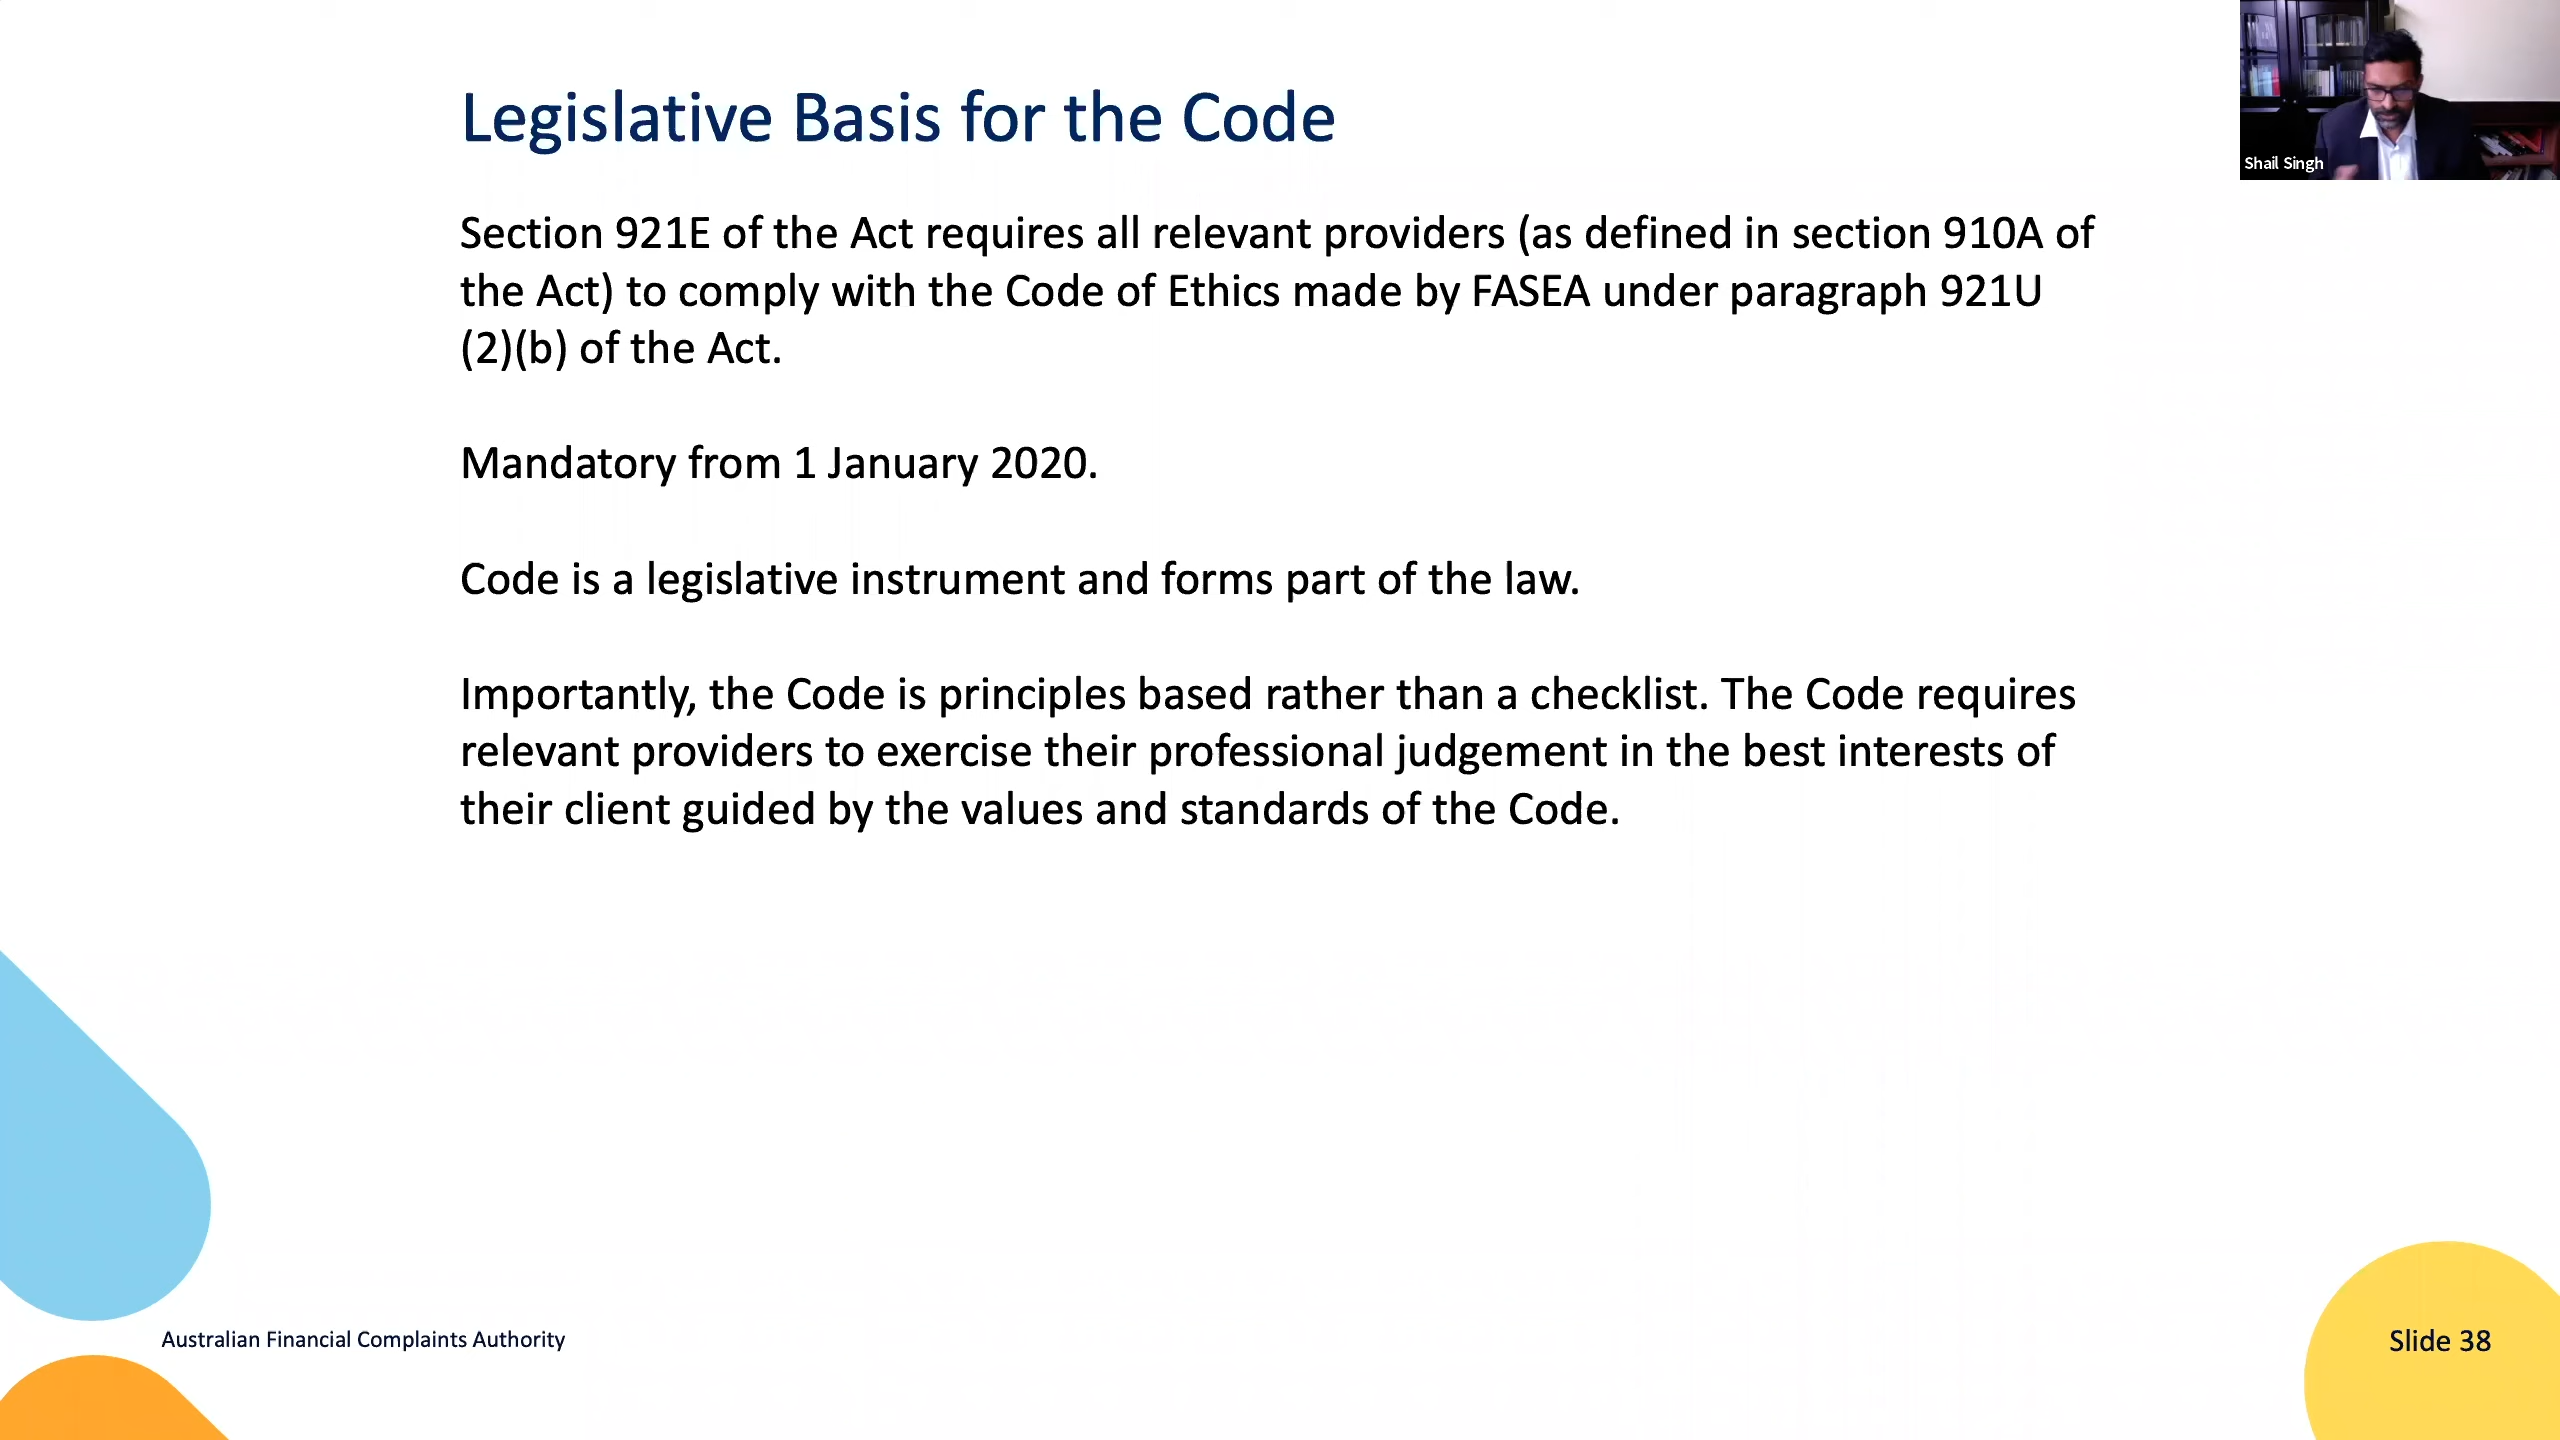 Legislative Basis for the Code
Shail Singh
Section 921E of the Act requires all relevant providers (as defined in section 910A of
the Act) to comply with the Code of Ethics made by FASEA under paragraph 921U
(2)(b) of the Act.
Mandatory from 1 January 2020.
Code is a legislative instrument and forms part of the law.
Importantly, the Code is principles based rather than a checklist. The Code requires
relevant providers to exercise their professional judgement in the best interests of
their client guided by the values and standards of the Code.
Australian Financial Complaints Authority
Slide 38